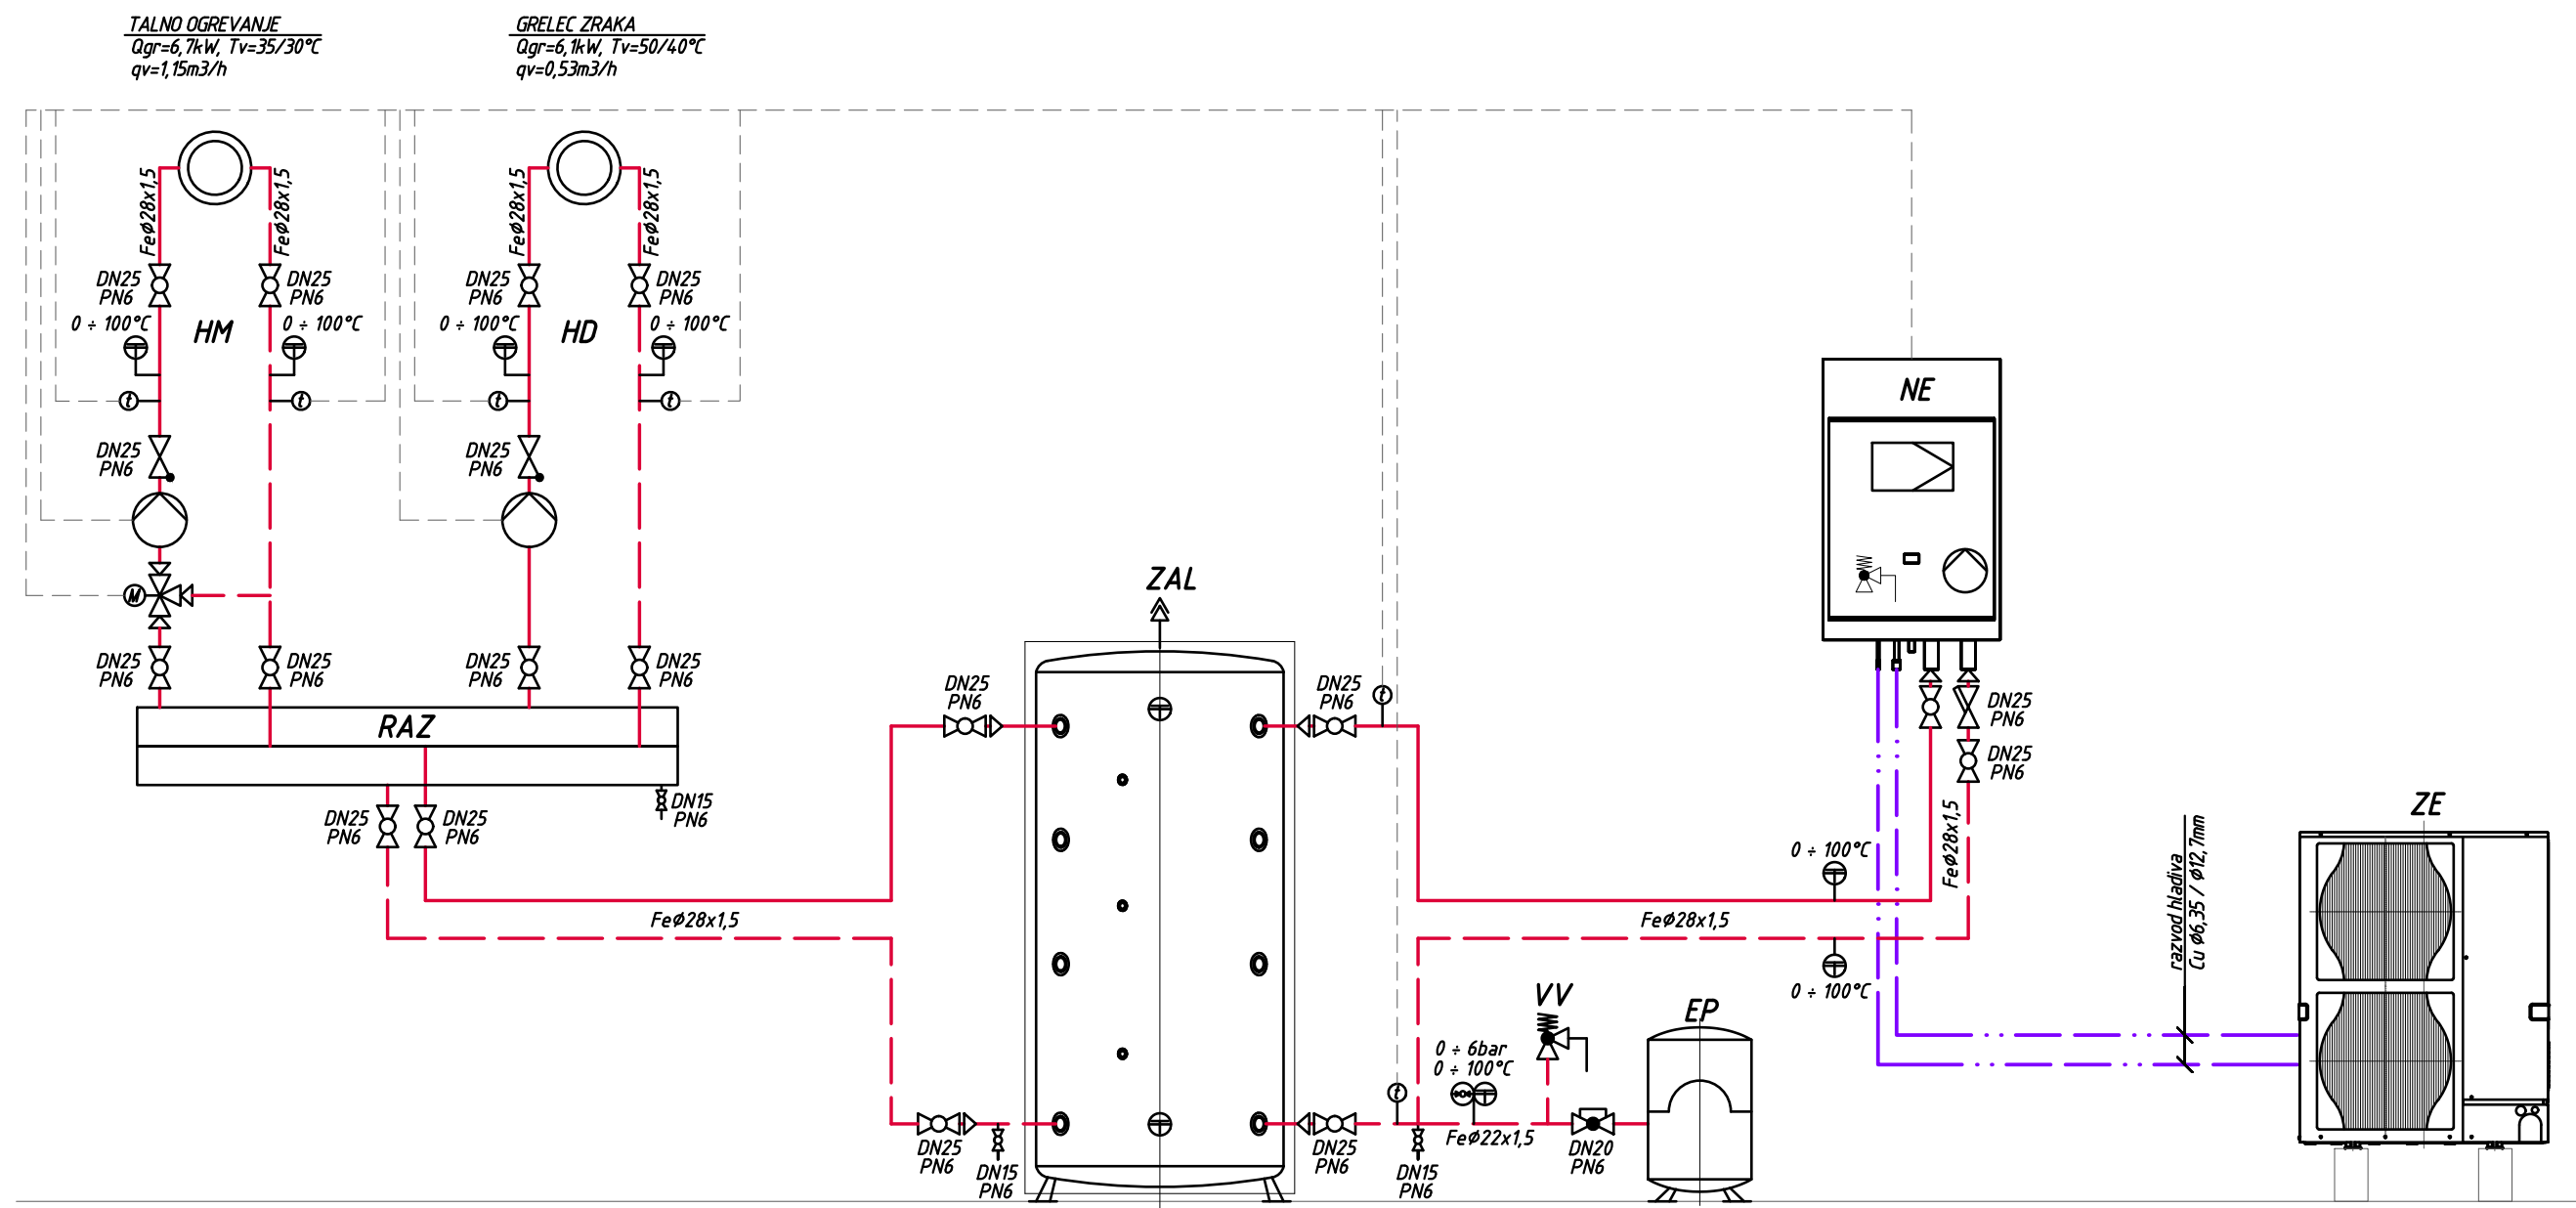 TALNO OGREVANJE
Qgr=6,7kW, Tv=35/30°C
qv=1,15m3/h
GRELEC ZRAKA
Qgr=6,1kW, Tv=50/40°C
qv=0,53m3/h
FeØ28x1,5
FeØ28x1,5
FeØ28x1,5
FeØ28x1,5
DN25
PN6
DN25
PN6
DN25
PN6
DN25
PN6
0 ÷ 100°C
HM
0 ÷ 100°C
0 ÷ 100°C
HD
0 ÷ 100°C
t
t
t
t
DN25
PN6
DN25
PN6
M
DN25
PN6
DN25
PN6
DN25
PN6
DN25
PN6
RAZ
DN25
PN6
DN25
PN6
DN15
PN6
FeØ28x1,5
ZAL
DN25
PN6
DN25
PN6
t
DN25
PN6
DN15
PN6
DN25
PN6
t
DN15
PN6
0 ÷ 6bar
0 ÷ 100°C
FeØ22x1,5
VV
DN20
PN6
EP
FeØ28x1,5
0 ÷ 100°C
0 ÷ 100°C
NE
DN25
PN6
DN25
PN6
FeØ28x1,5
razvod hladiva
Cu Ø6,35 / Ø12,7mm
ZE